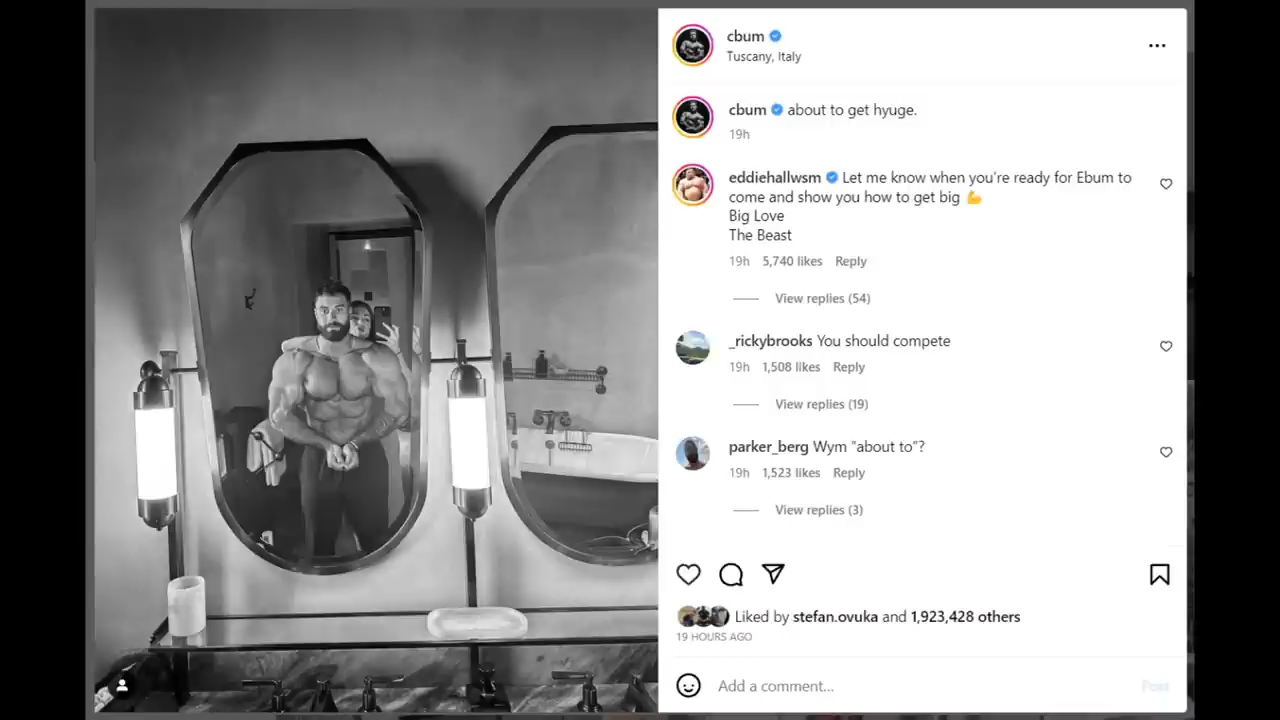 cbum
Tuscany, Italy
cbum about to get hyuge.
19h
eddiehallwsm Let me know when you're ready for Ebum to
come and show you how to get big 💪
Big Love
The Beast
19h 5,740 likes Reply
View replies (54)
_rickybrooks You should compete
19h 1,508 likes Reply
View replies (19)
parker_berg Wym "about to"?
19h 1,523 likes Reply
View replies (3)
Liked by stefan.ovuka and 1,923,428 others
19 HOURS AGO
Add a comment... Post